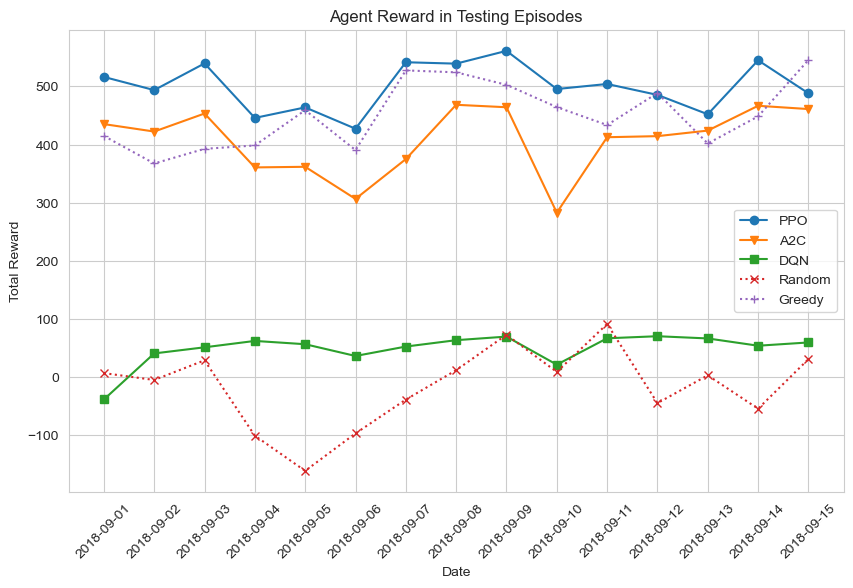 Agent Reward in Testing Episodes
Total Reward
500
400
300
200
100
0
−100
PPO
A2C
DQN
Random
Greedy
2018-09-01
2018-09-02
2018-09-03
2018-09-04
2018-09-05
2018-09-06
2018-09-07
2018-09-08
2018-09-09
2018-09-10
2018-09-11
2018-09-12
2018-09-13
2018-09-14
2018-09-15
Date